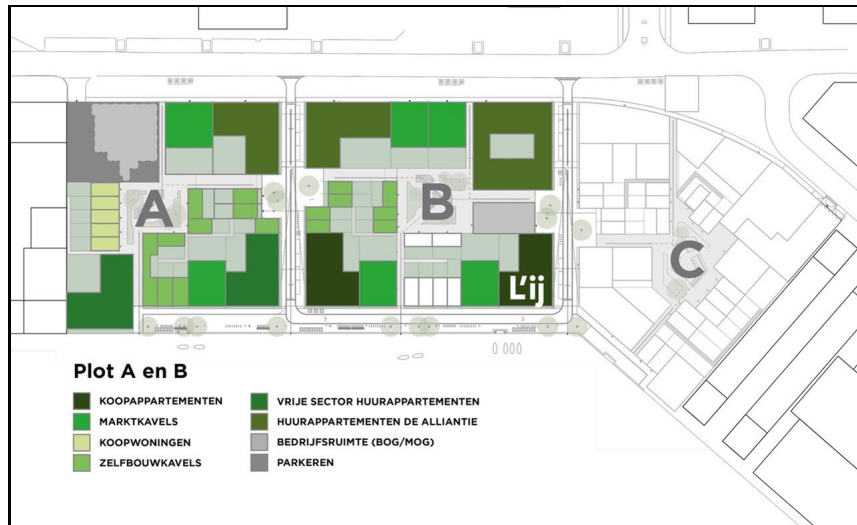 A
B
C
L'ij
Plot A en B
KOOPAPPARTEMENTEN
MARKTKAVELS
KOOPWONINGEN
ZELFBOUWKAVELS
VRIJE SECTOR HUURAPPARTEMENTEN
HUURAPPARTEMENTEN DE ALLIANTIE
BEDRIJFSRUIMTE (BOG/MOG)
PARKEREN